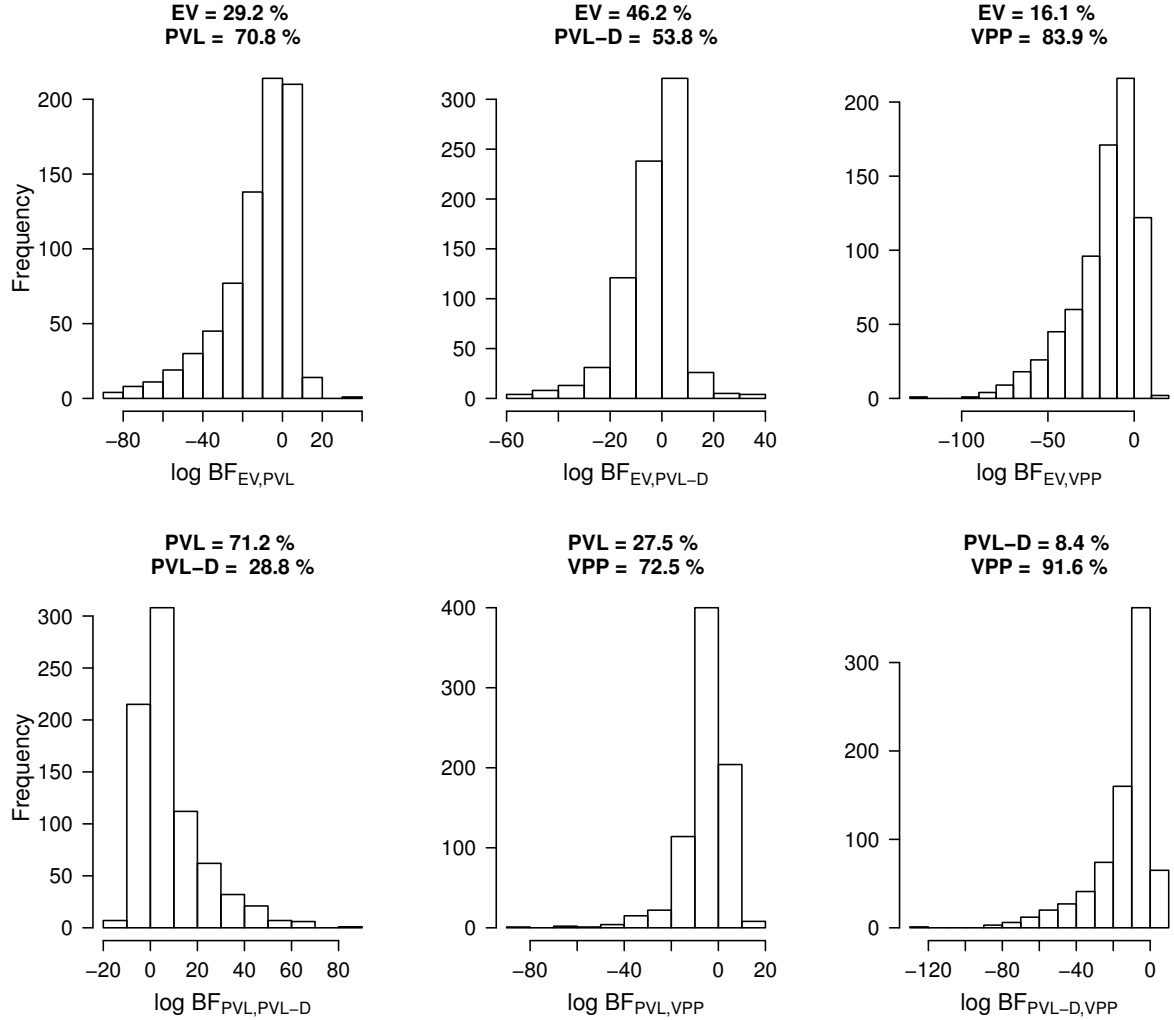 EV = 29.2 %
PVL = 70.8 %
200
150
100
50
0
Frequency
−80 −40 0 20
log BF_EV,PVL
EV = 46.2 %
PVL−D = 53.8 %
300
250
200
150
100
50
0
−60 −20 0 20 40
log BF_EV,PVL−D
EV = 16.1 %
VPP = 83.9 %
200
150
100
50
0
−100 −50 0
log BF_EV,VPP
PVL = 71.2 %
PVL−D = 28.8 %
300
250
200
150
100
50
0
Frequency
−20 0 20 40 60 80
log BF_PVL,PVL−D
PVL = 27.5 %
VPP = 72.5 %
400
300
200
100
0
−80 −40 0 20
log BF_PVL,VPP
PVL−D = 8.4 %
VPP = 91.6 %
300
200
100
0
−120 −80 −40 0
log BF_PVL−D,VPP